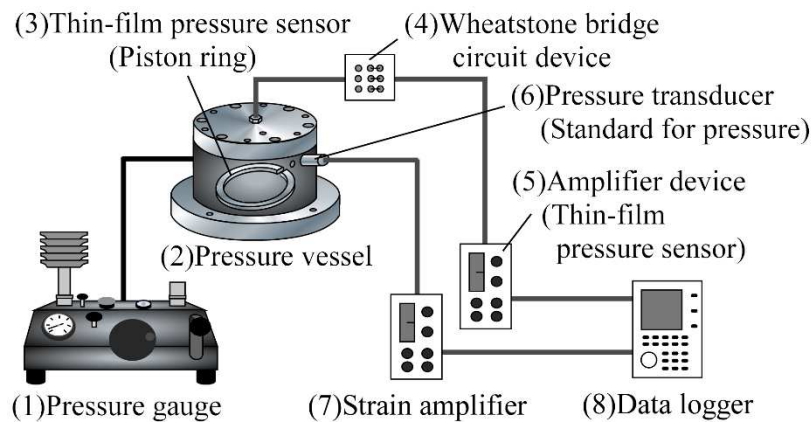 (3)Thin-film pressure sensor
(Piston ring)
(4)Wheatstone bridge
circuit device
(6)Pressure transducer
(Standard for pressure)
(5)Amplifier device
(Thin-film
pressure sensor)
(2)Pressure vessel
(1)Pressure gauge
(7)Strain amplifier
(8)Data logger